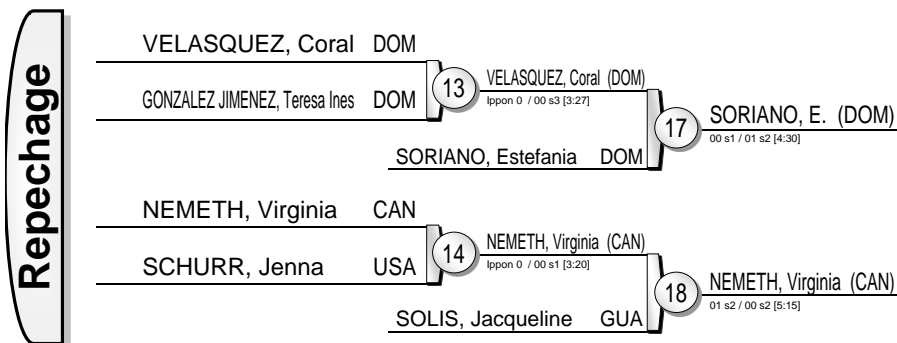 Repechage
VELASQUEZ, Coral DOM
GONZALEZ JIMENEZ, Teresa Ines DOM
13
VELASQUEZ, Coral (DOM)
Ippon 0 / 00 s3 [3:27]
SORIANO, Estefania DOM
17
SORIANO, E. (DOM)
00 s1 / 01 s2 [4:30]
NEMETH, Virginia CAN
SCHURR, Jenna USA
14
NEMETH, Virginia (CAN)
Ippon 0 / 00 s1 [3:20]
SOLIS, Jacqueline GUA
18
NEMETH, Virginia (CAN)
01 s2 / 00 s2 [5:15]